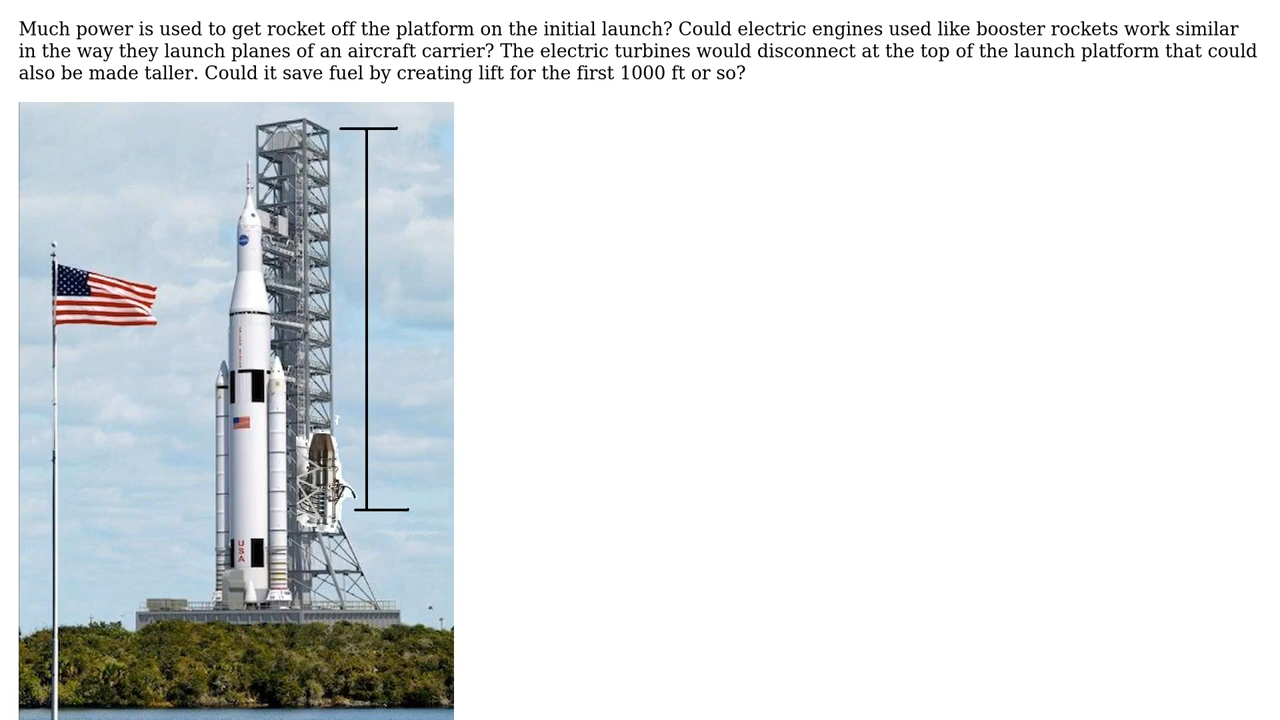 Much power is used to get rocket off the platform on the initial launch? Could electric engines used like booster rockets work similar
in the way they launch planes of an aircraft carrier? The electric turbines would disconnect at the top of the launch platform that could
also be made taller. Could it save fuel by creating lift for the first 1000 ft or so?
USA